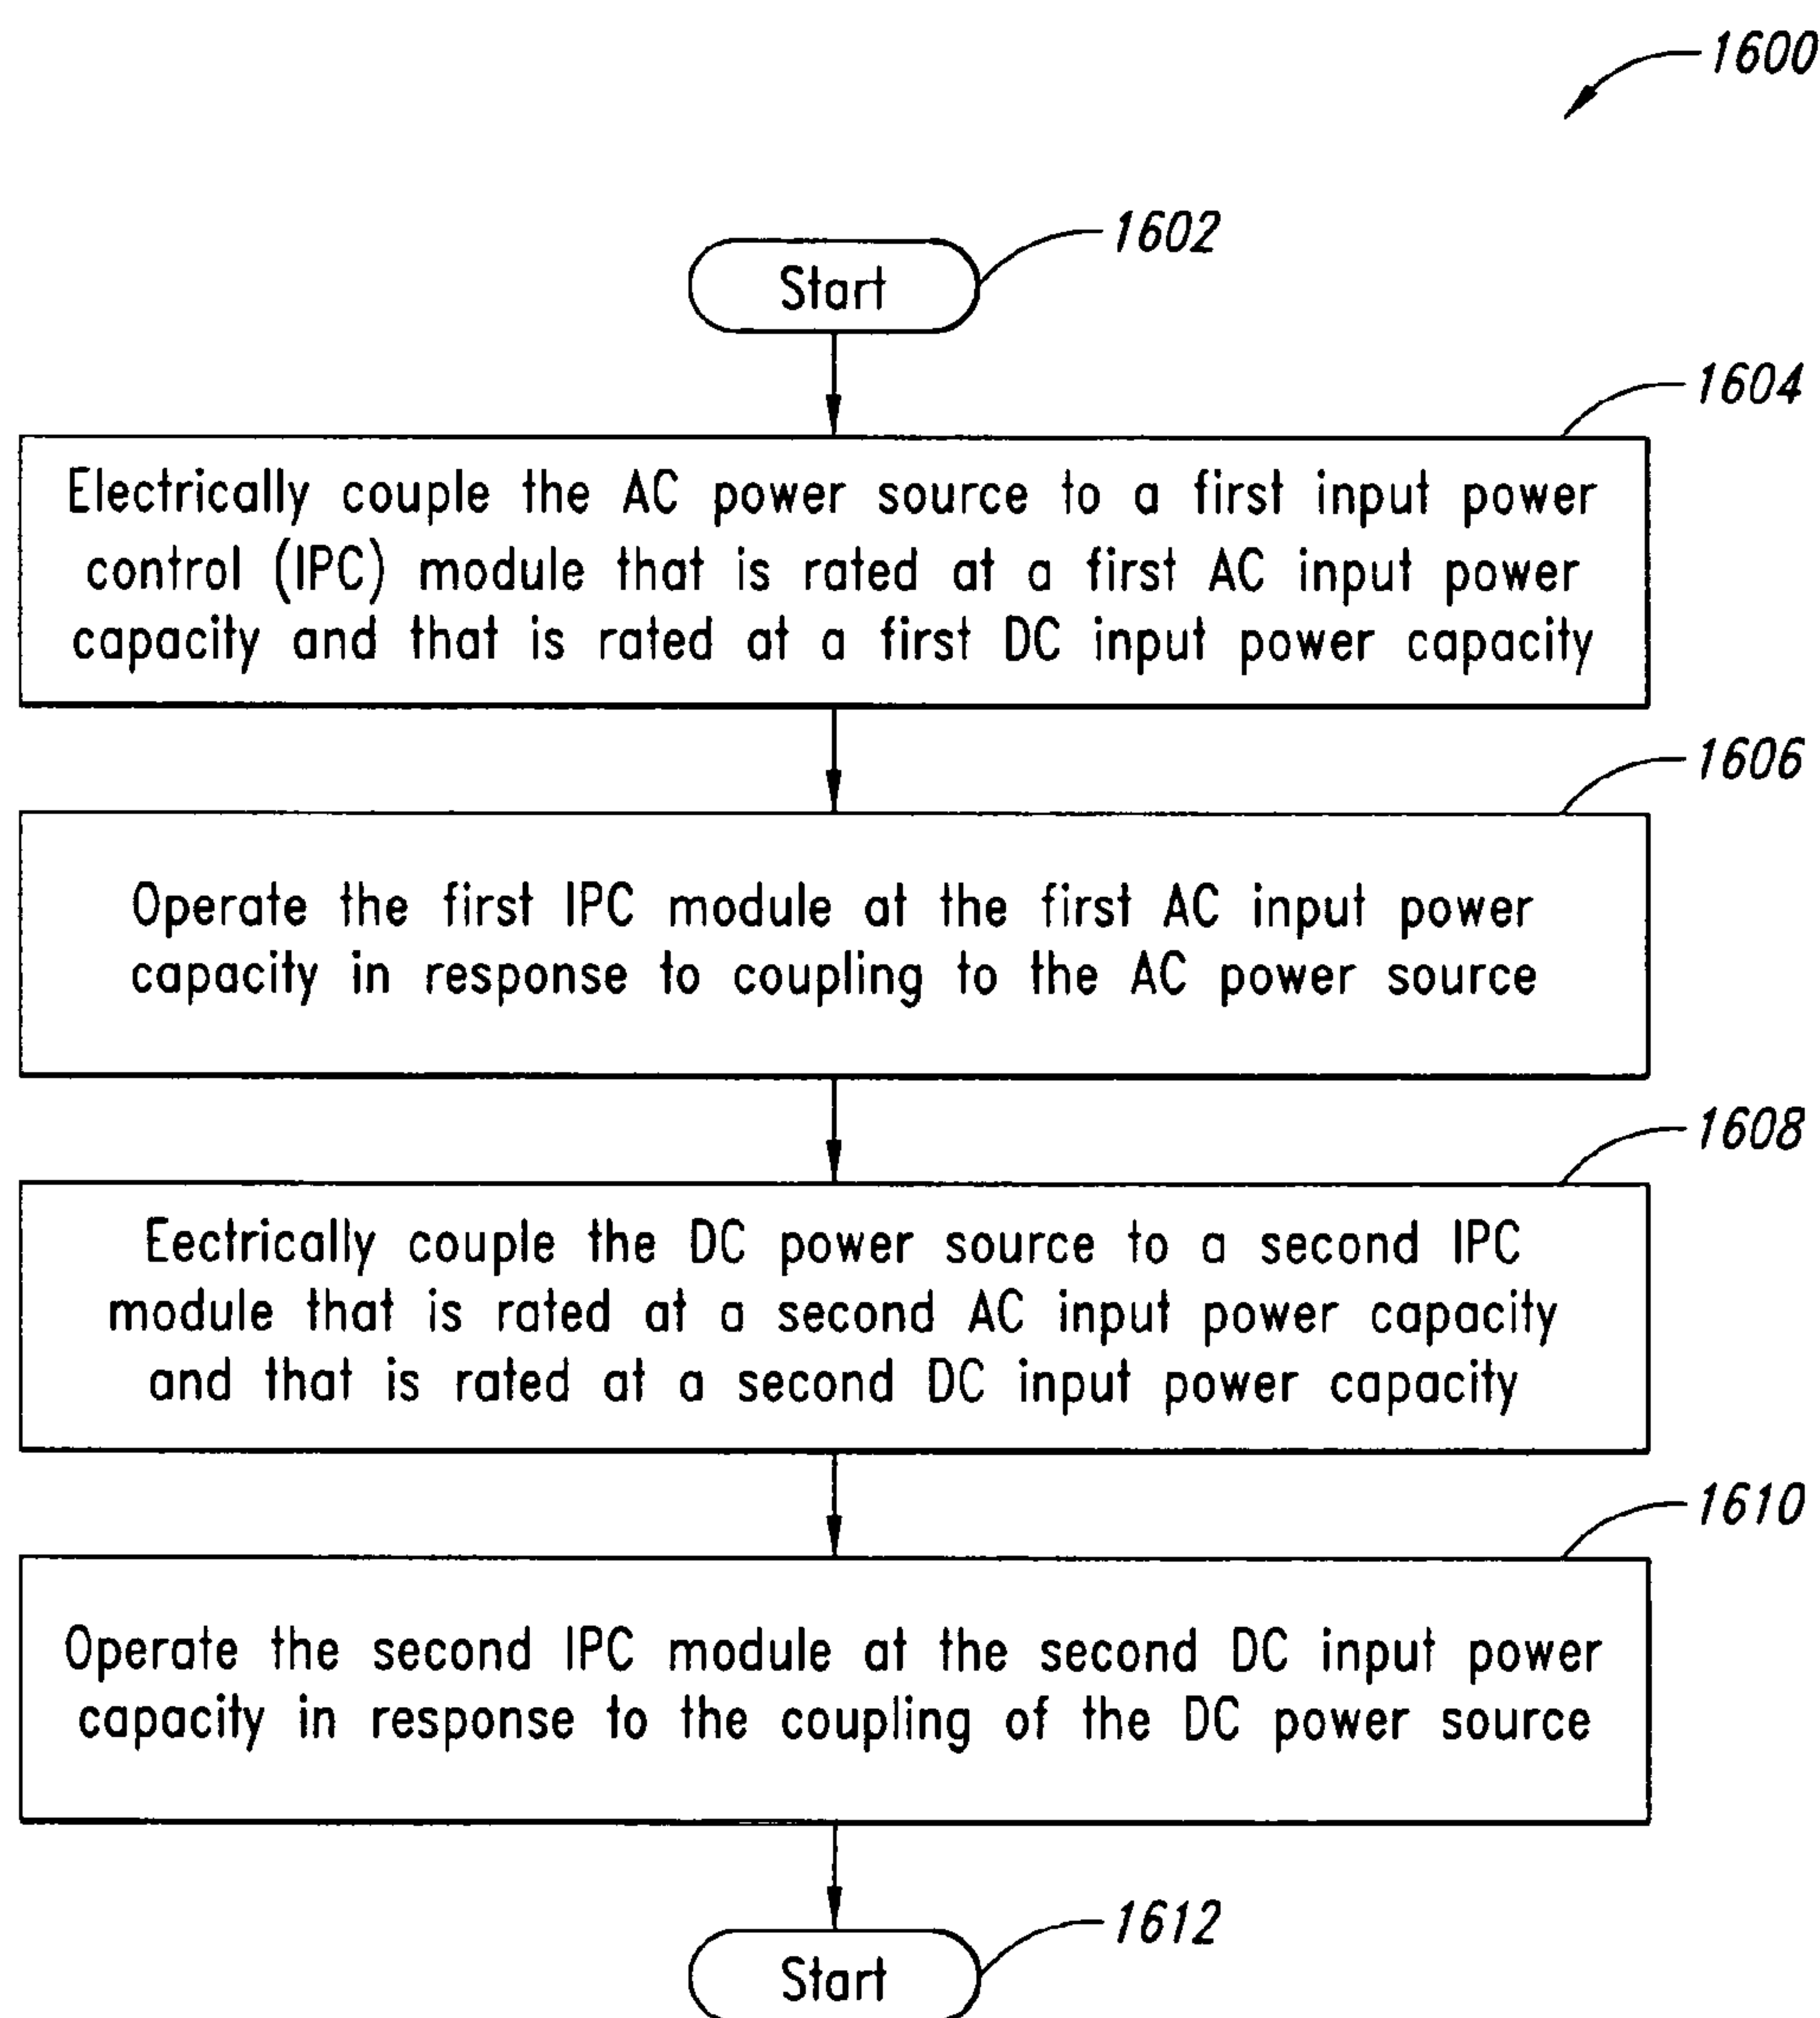 1600
1602
Start
1604
Electrically couple the AC power source to a first input power
control (IPC) module that is rated at a first AC input power
capacity and that is rated at a first DC input power capacity
1606
Operate the first IPC module at the first AC input power
capacity in response to coupling to the AC power source
1608
Eectrically couple the DC power source to a second IPC
module that is rated at a second AC input power capacity
and that is rated at a second DC input power capacity
1610
Operate the second IPC module at the second DC input power
capacity in response to the coupling of the DC power source
1612
Start